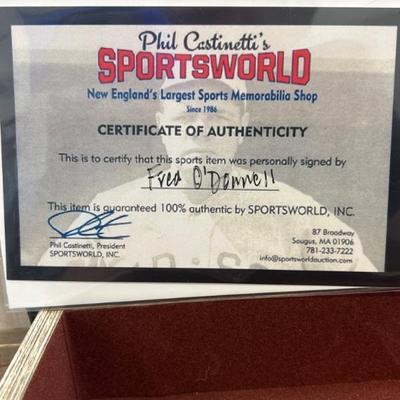 Phil Castinetti's
SPORTSWORLD
New England's Largest Sports Memorabilia Shop
Since 1986
CERTIFICATE OF AUTHENTICITY
This is to certify that this sports item was personally signed by
Fred O'Donnell
This item is guaranteed 100% authentic by SPORTSWORLD, INC.
Phil Castinetti, President
SPORTSWORLD, INC.
87 Broadway
Saugus, MA 01906
781-233-7222
info@sportsworldauction.com